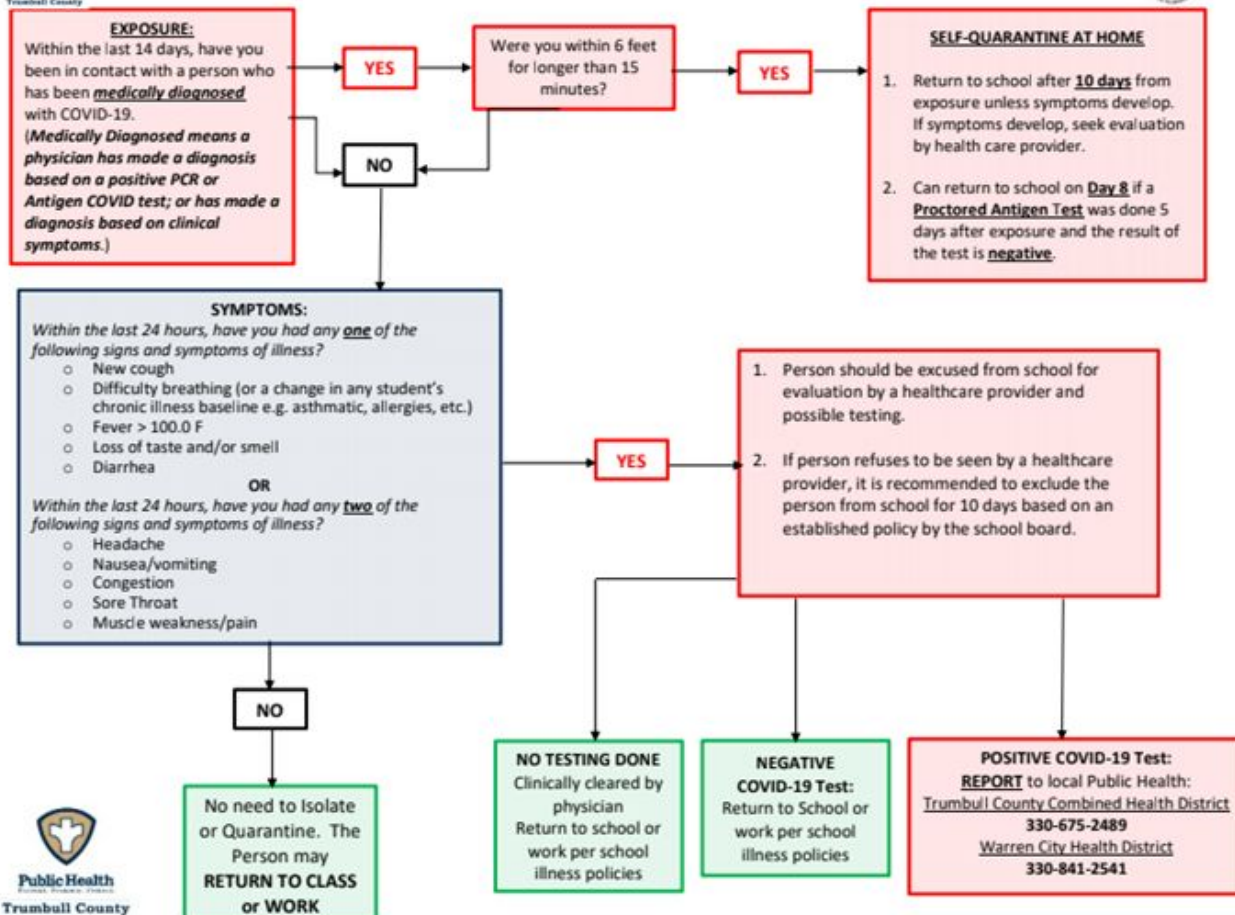 Trumbull County
EXPOSURE:
Within the last 14 days, have you
been in contact with a person who
has been medically diagnosed
with COVID-19.
(Medically Diagnosed means a
physician has made a diagnosis
based on a positive PCR or
Antigen COVID test; or has made a
diagnosis based on clinical
symptoms.)
YES
Were you within 6 feet
for longer than 15
minutes?
YES
NO
SELF-QUARANTINE AT HOME
1. Return to school after 10 days from
exposure unless symptoms develop.
If symptoms develop, seek evaluation
by health care provider.
2. Can return to school on Day 8 if a
Proctored Antigen Test was done 5
days after exposure and the result of
the test is negative.
SYMPTOMS:
Within the last 24 hours, have you had any one of the
following signs and symptoms of illness?
○ New cough
○ Difficulty breathing (or a change in any student's
chronic illness baseline e.g. asthmatic, allergies, etc.)
○ Fever > 100.0 F
○ Loss of taste and/or smell
○ Diarrhea
OR
Within the last 24 hours, have you had any two of the
following signs and symptoms of illness?
○ Headache
○ Nausea/vomiting
○ Congestion
○ Sore Throat
○ Muscle weakness/pain
YES
1. Person should be excused from school for
evaluation by a healthcare provider and
possible testing.
2. If person refuses to be seen by a healthcare
provider, it is recommended to exclude the
person from school for 10 days based on an
established policy by the school board.
NO
No need to Isolate
or Quarantine. The
Person may
RETURN TO CLASS
or WORK
NO TESTING DONE
Clinically cleared by
physician
Return to school or
work per school
illness policies
NEGATIVE
COVID-19 Test:
Return to School or
work per school
illness policies
POSITIVE COVID-19 Test:
REPORT to local Public Health:
Trumbull County Combined Health District
330-675-2489
Warren City Health District
330-841-2541
Public Health
Trumbull County